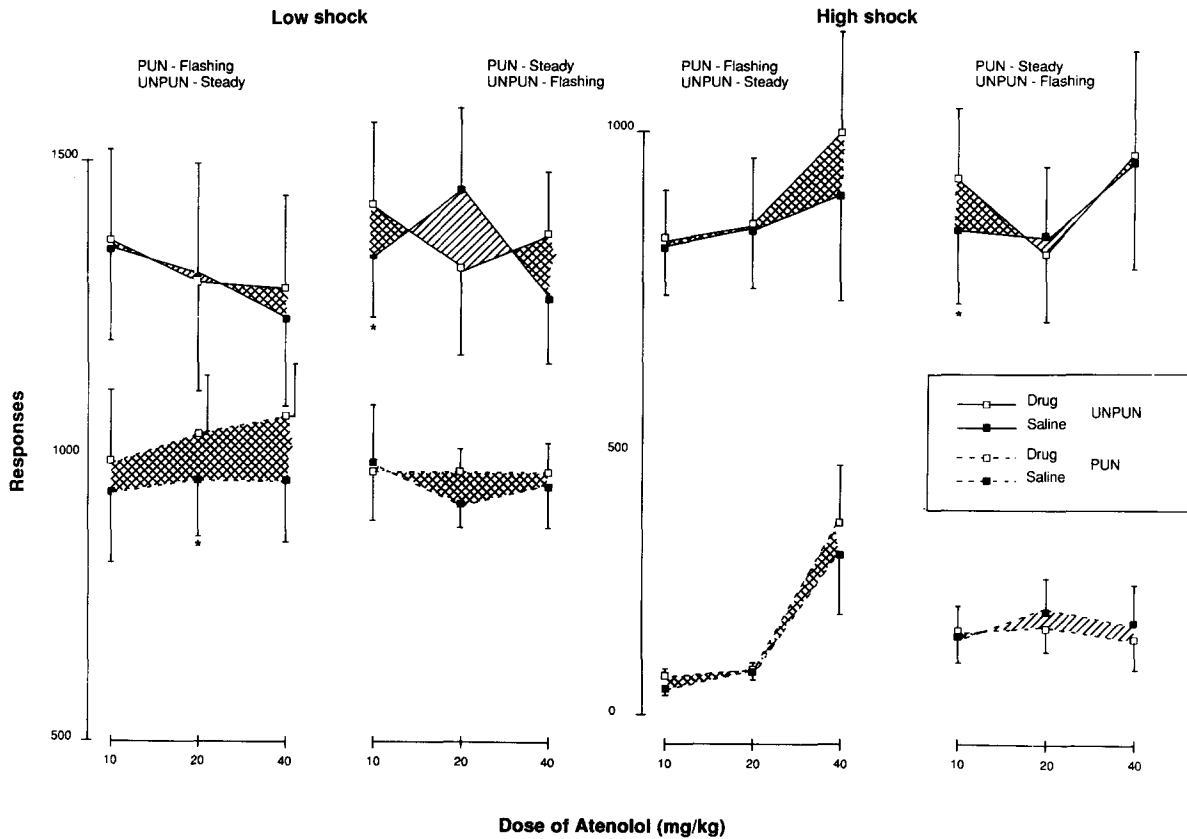 Low shock
High shock
PUN - Flashing
UNPUN - Steady
PUN - Steady
UNPUN - Flashing
PUN - Flashing
UNPUN - Steady
PUN - Steady
UNPUN - Flashing
1500
1000
500
Responses
1000
500
0
*
*
*
Drug
Saline
UNPUN
Drug
Saline
PUN
10 20 40
10 20 40
10 20 40
10 20 40
Dose of Atenolol (mg/kg)